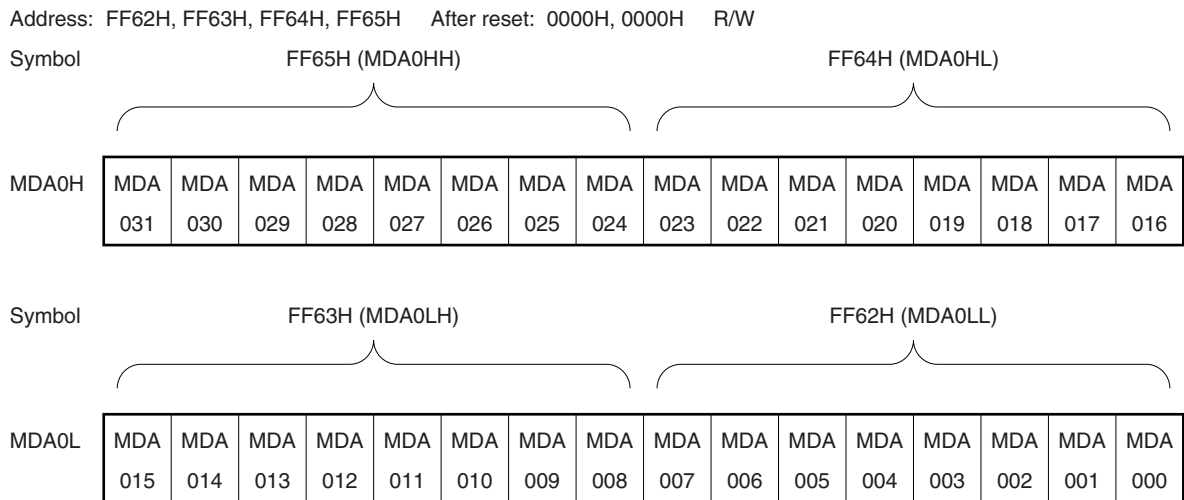 Address: FF62H, FF63H, FF64H, FF65H After reset: 0000H, 0000H R/W
Symbol FF65H (MDA0HH) FF64H (MDA0HL)
MDA0H MDA MDA MDA MDA MDA MDA MDA MDA MDA MDA MDA MDA MDA MDA MDA MDA
031 030 029 028 027 026 025 024 023 022 021 020 019 018 017 016
Symbol FF63H (MDA0LH) FF62H (MDA0LL)
MDA0L MDA MDA MDA MDA MDA MDA MDA MDA MDA MDA MDA MDA MDA MDA MDA MDA
015 014 013 012 011 010 009 008 007 006 005 004 003 002 001 000